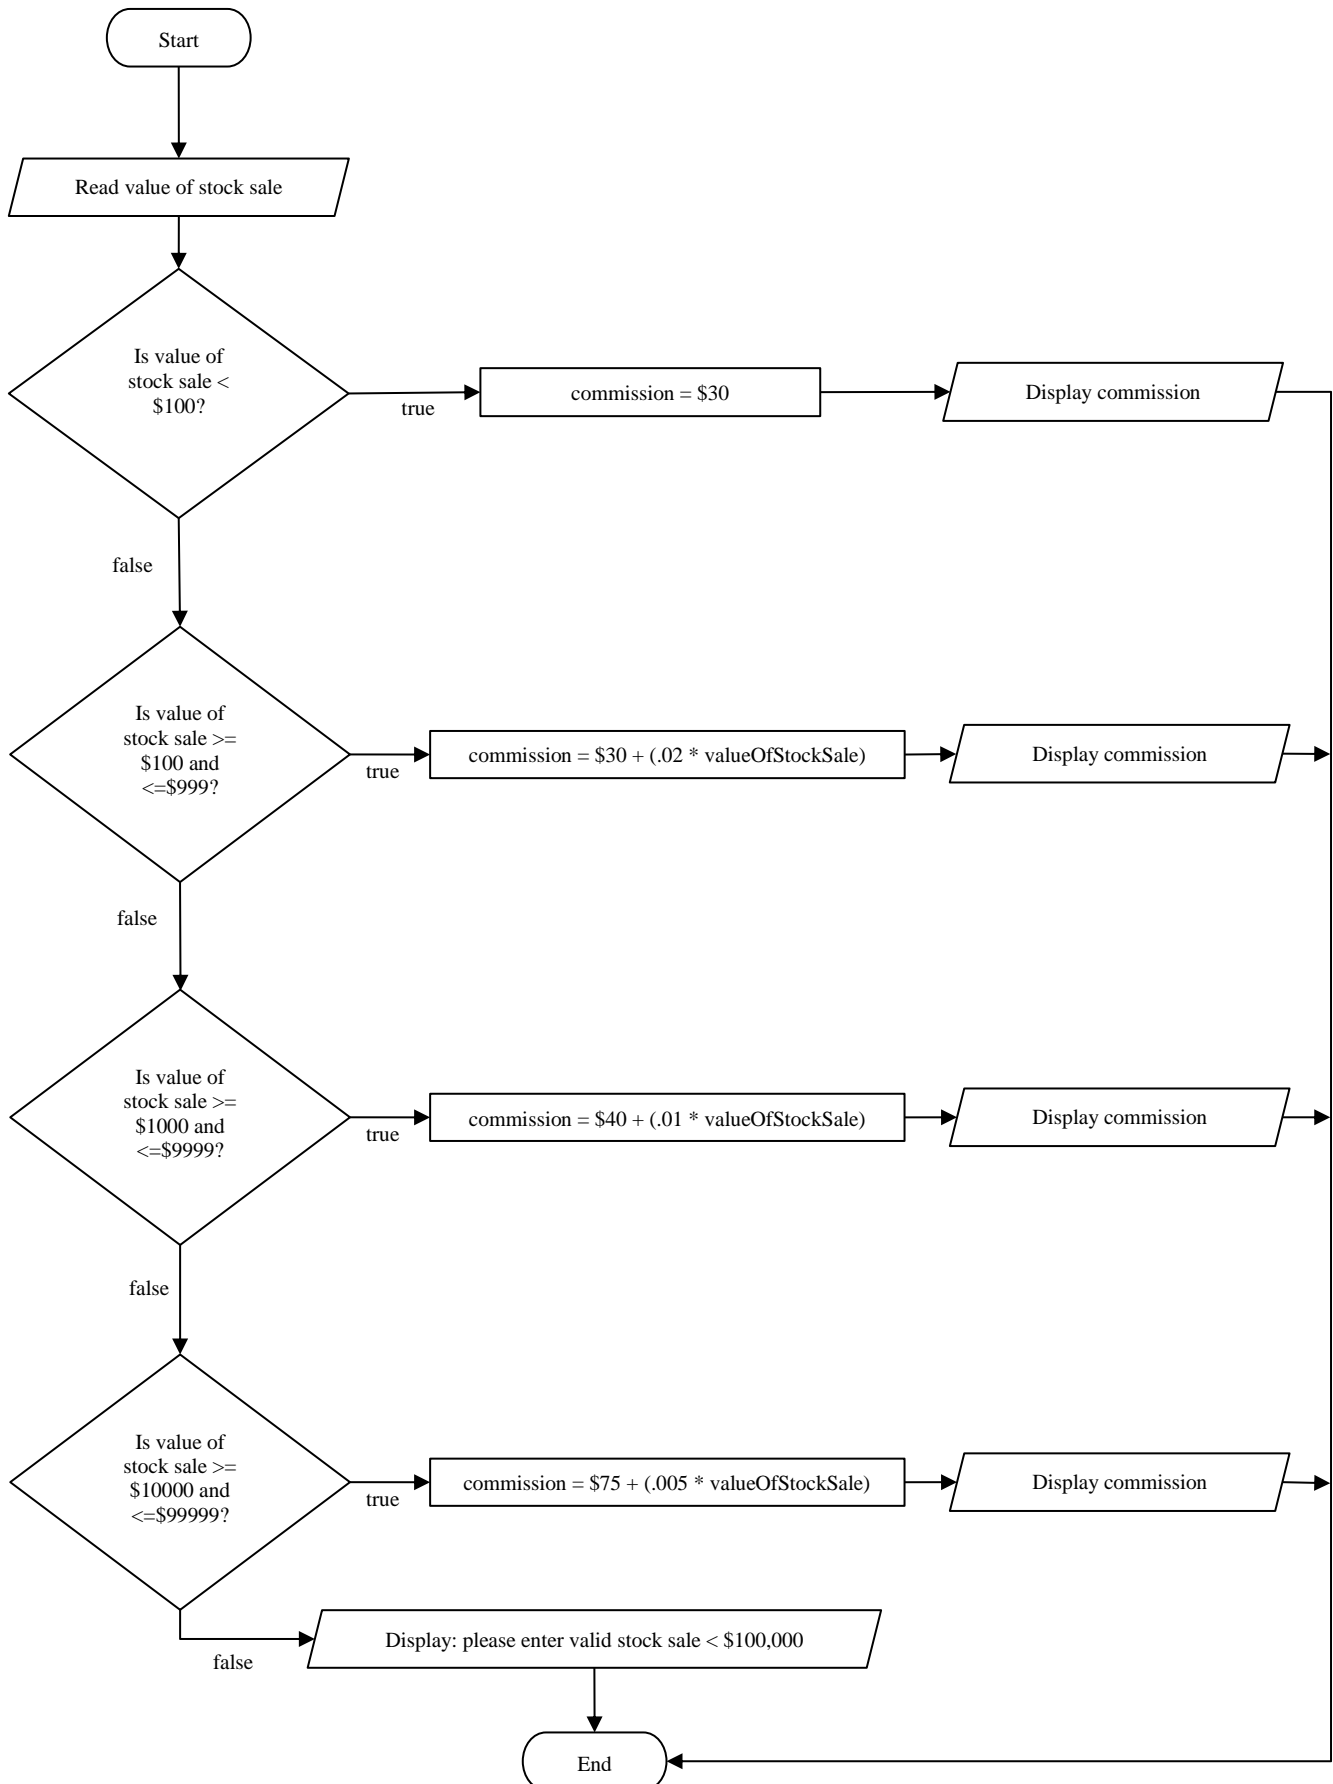 Start
Read value of stock sale
Is value of
stock sale <
$100?
true
commission = $30
Display commission
false
Is value of
stock sale >=
$100 and
<=$999?
true
commission = $30 + (.02 * valueOfStockSale)
Display commission
false
Is value of
stock sale >=
$1000 and
<=$9999?
true
commission = $40 + (.01 * valueOfStockSale)
Display commission
false
Is value of
stock sale >=
$10000 and
<=$99999?
true
commission = $75 + (.005 * valueOfStockSale)
Display commission
false
Display: please enter valid stock sale < $100,000
End